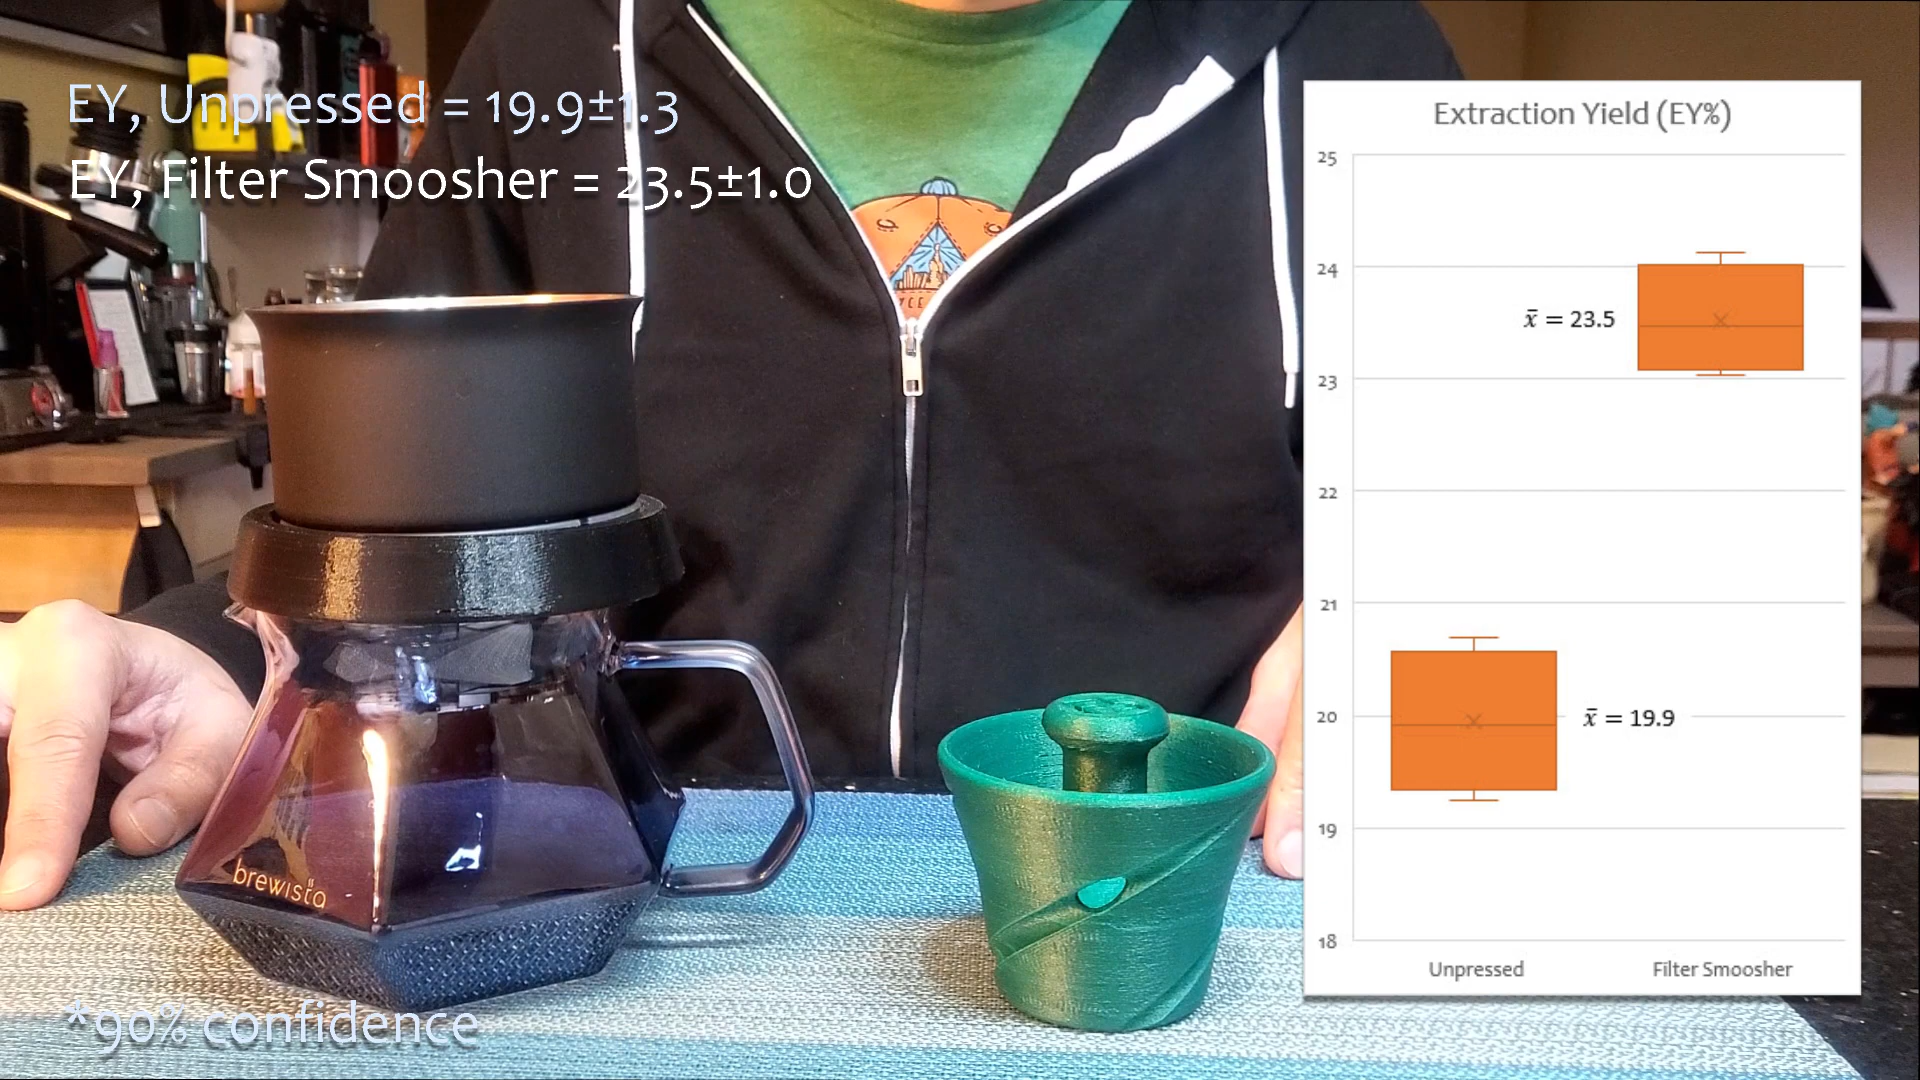 EY, Unpressed = 19.9±1.3
EY, Filter Smoosher = 23.5±1.0
Extraction Yield (EY%)
25
24
x̄ = 23.5
23
22
21
20
x̄ = 19.9
19
18
Unpressed
Filter Smoosher
brewista
*90% confidence